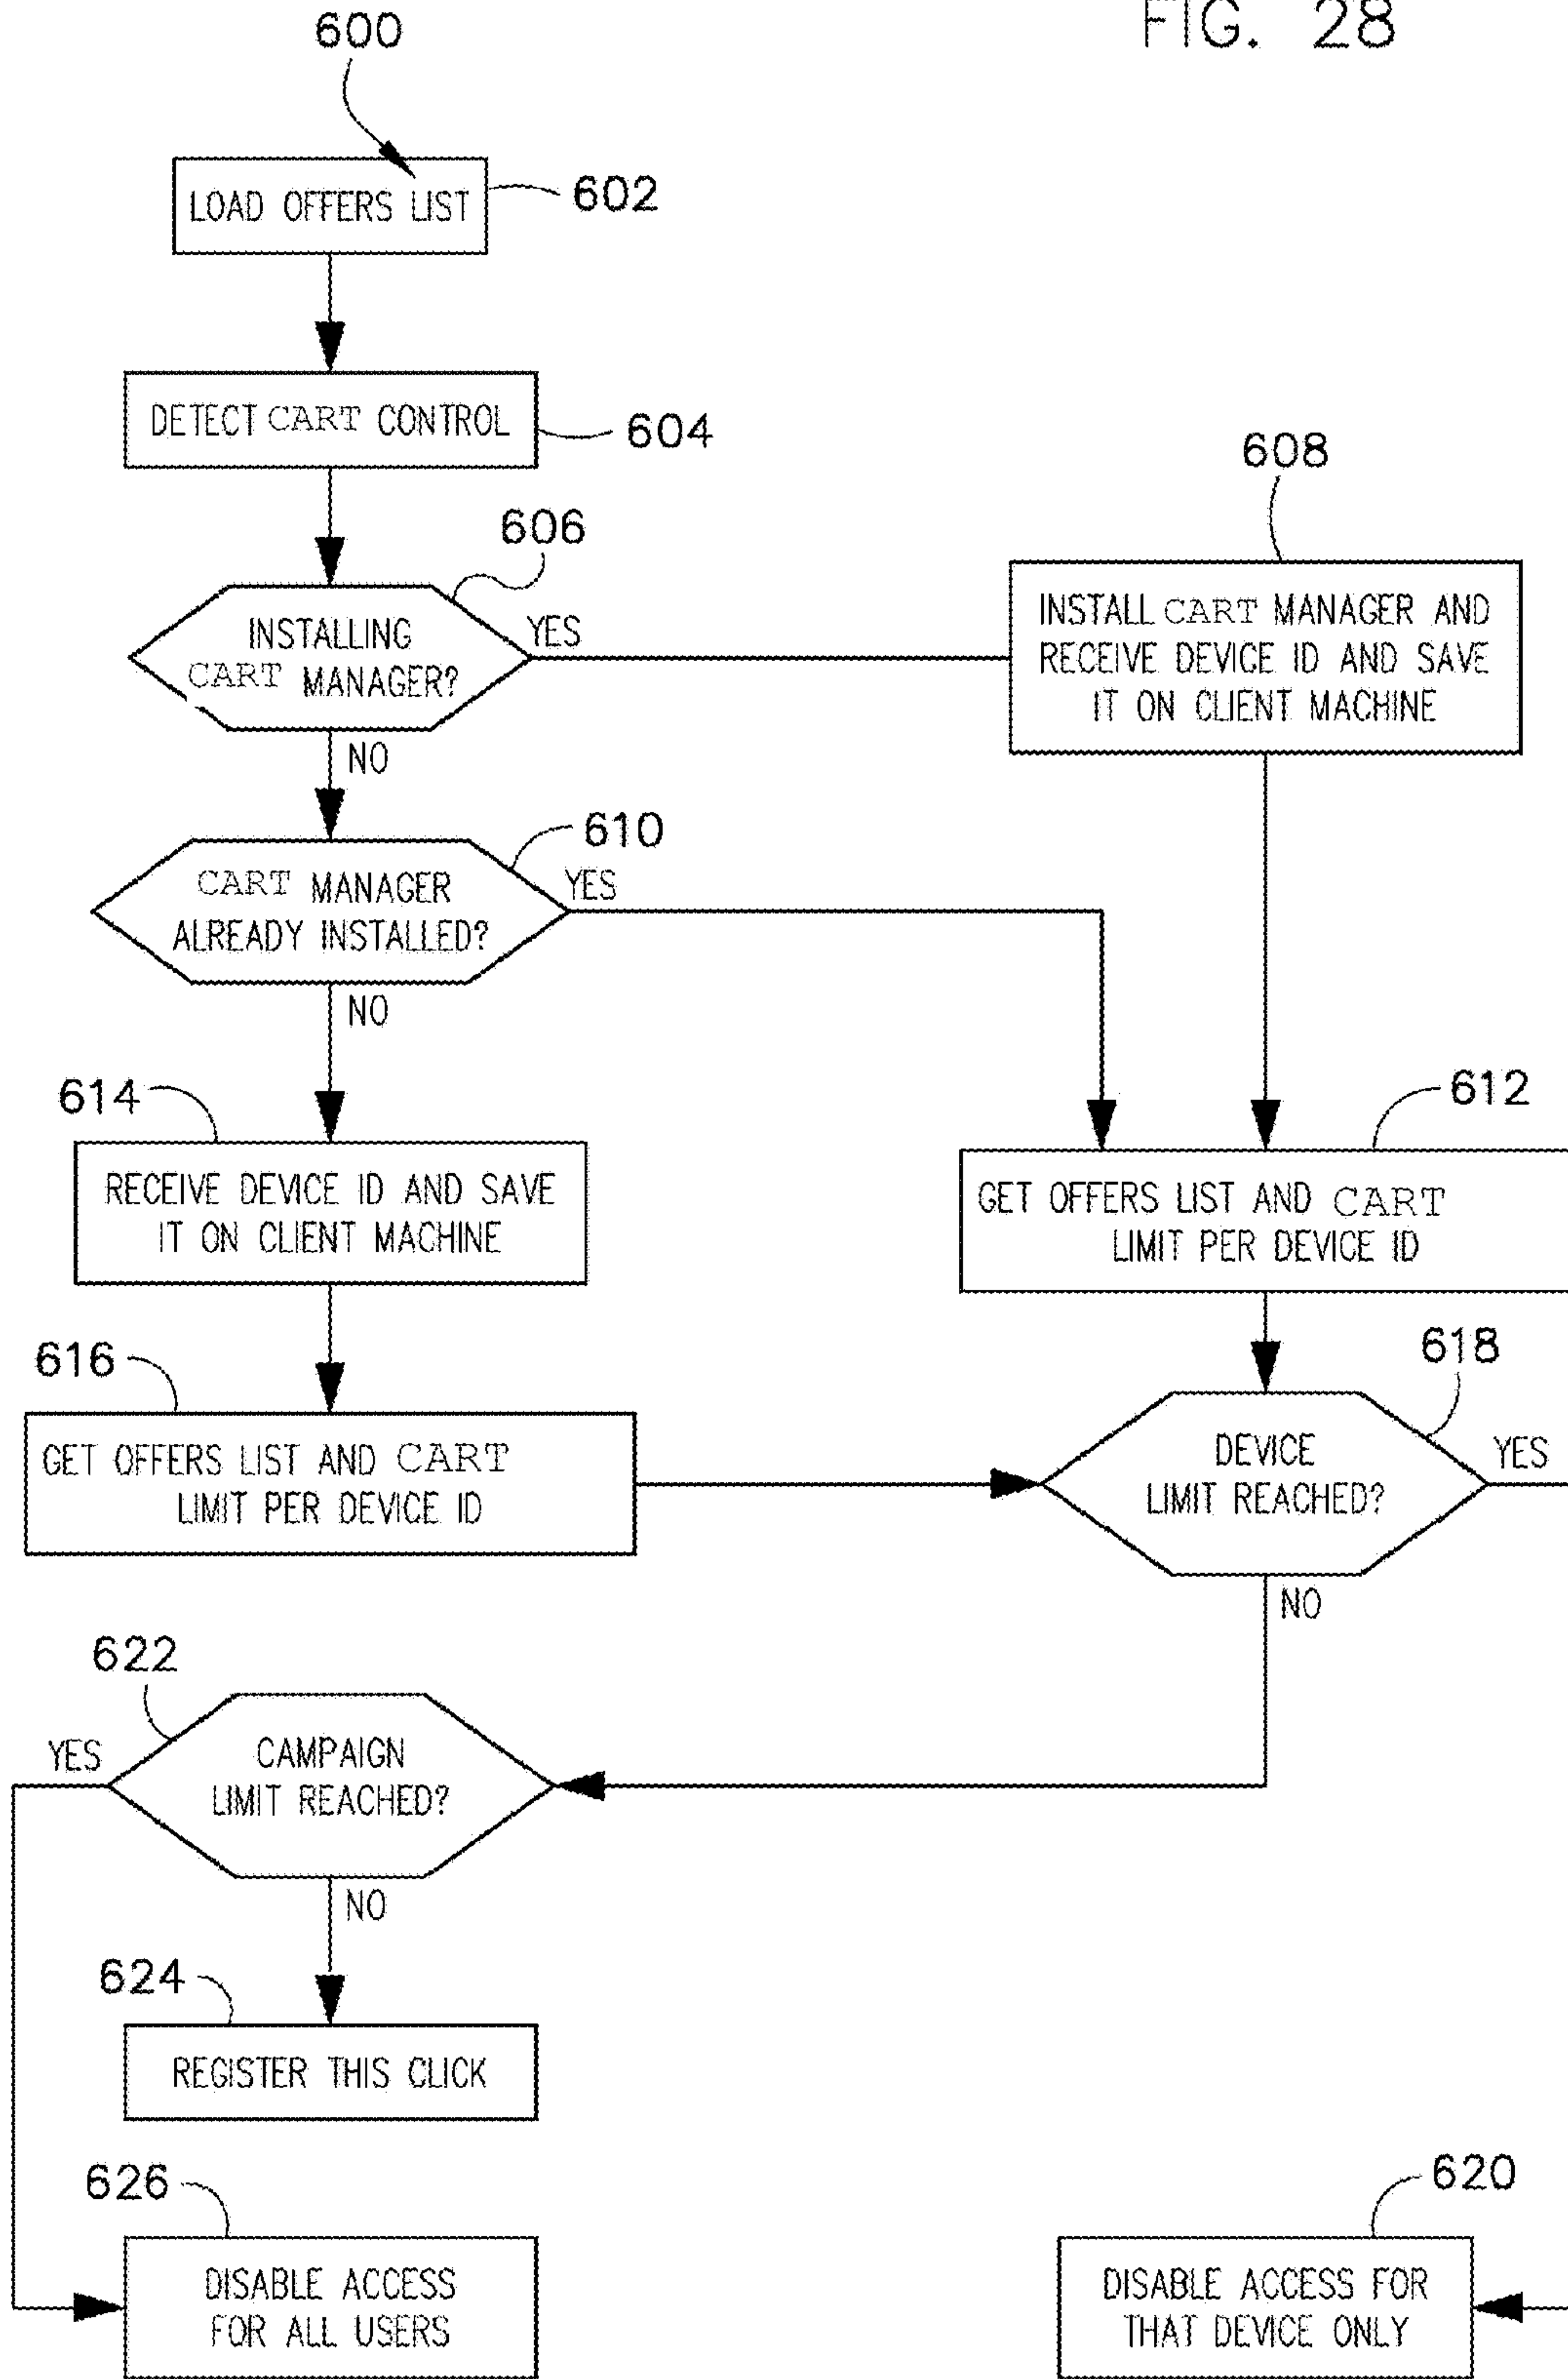 FIG. 28
600
LOAD OFFERS LIST
602
DETECT CART CONTROL
604
606
INSTALLING
CART MANAGER?
YES
NO
608
INSTALL CART MANAGER AND
RECEIVE DEVICE ID AND SAVE
IT ON CLIENT MACHINE
610
CART MANAGER
ALREADY INSTALLED?
YES
NO
614
RECEIVE DEVICE ID AND SAVE
IT ON CLIENT MACHINE
612
GET OFFERS LIST AND CART
LIMIT PER DEVICE ID
616
GET OFFERS LIST AND CART
LIMIT PER DEVICE ID
618
DEVICE
LIMIT REACHED?
YES
NO
622
YES
CAMPAIGN
LIMIT REACHED?
NO
624
REGISTER THIS CLICK
626
DISABLE ACCESS
FOR ALL USERS
620
DISABLE ACCESS FOR
THAT DEVICE ONLY